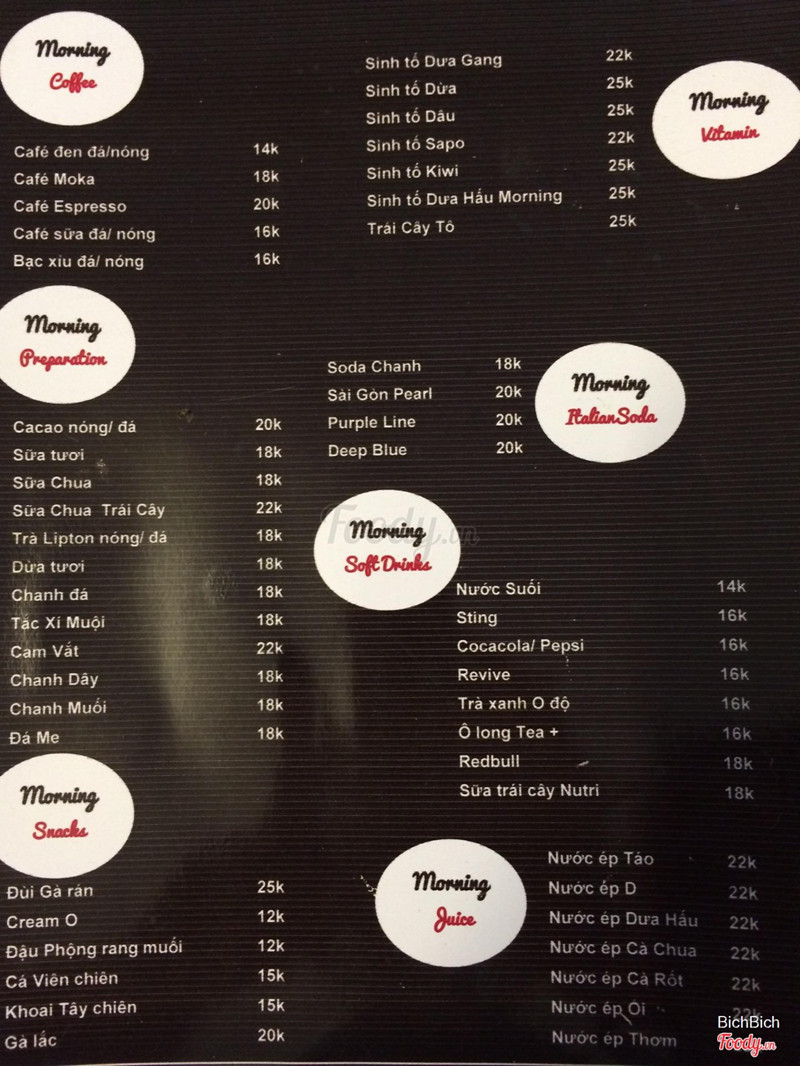 Morning
Coffee
Café đen đá/nóng 14k
Café Moka 18k
Café Espresso 20k
Café sữa đá/ nóng 16k
Bạc xíu đá/ nóng 16k
Morning
Vitamin
Sinh tố Dưa Gang 22k
Sinh tố Dừa 25k
Sinh tố Dâu 25k
Sinh tố Sapo 22k
Sinh tố Kiwi 25k
Sinh tố Dưa Hấu Morning 25k
Trái Cây Tô 25k
Morning
Preparation
Cacao nóng/ đá 20k
Sữa tươi 18k
Sữa Chua 18k
Sữa Chua Trái Cây 22k
Trà Lipton nóng/ đá 18k
Dừa tươi 18k
Chanh đá 18k
Tắc Xí Muội 18k
Cam Vắt 22k
Chanh Dây 18k
Chanh Muối 18k
Đá Me 18k
Morning
ItalianSoda
Soda Chanh 18k
Sài Gòn Pearl 20k
Purple Line 20k
Deep Blue 20k
Foody.vn
Morning
Soft Drinks
Nước Suối 14k
Sting 16k
Cocacola/ Pepsi 16k
Revive 16k
Trà xanh O độ 16k
Ô long Tea + 16k
Redbull 18k
Sữa trái cây Nutri 18k
Morning
Snacks
Đùi Gà rán 25k
Cream O 12k
Đậu Phộng rang muối 12k
Cá Viên chiên 15k
Khoai Tây chiên 15k
Gà lắc 20k
Morning
Juice
Nước ép Táo 22k
Nước ép D 22k
Nước ép Dưa Hấu 22k
Nước ép Cà Chua 22k
Nước ép Cà Rốt 22k
Nước ép Ổi 22k
Nước ép Thơm
BichBich
Foody.vn